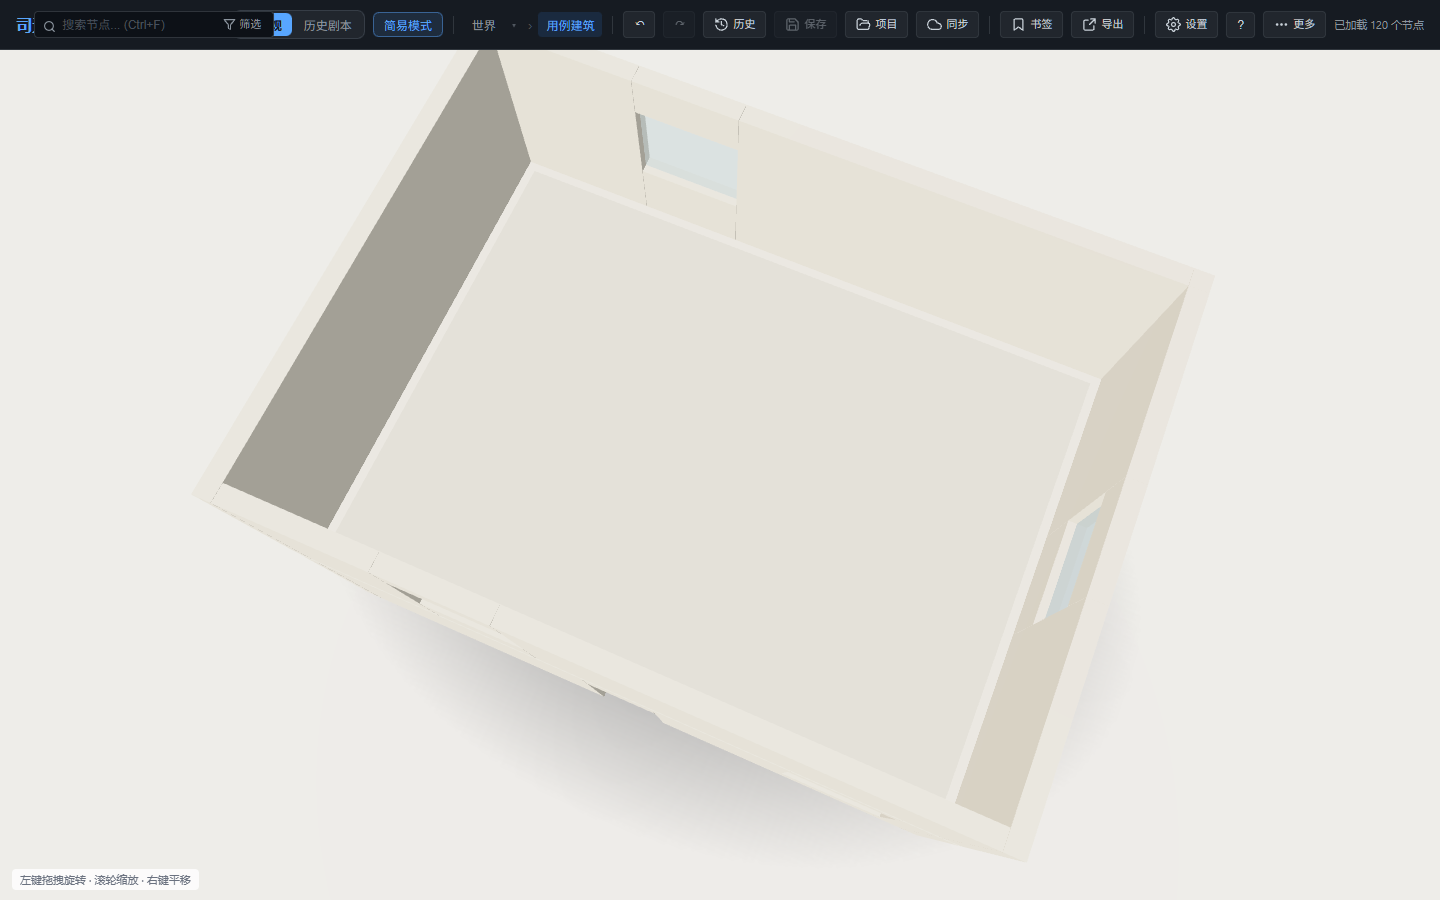 司 搜索节点... (Ctrl+F) 筛选 历史剧本 简易模式 世界 › 用例建筑 历史 保存 项目 同步 书签 导出 设置 ? 更多 已加载 120 个节点
左键拖拽旋转 · 滚轮缩放 · 右键平移